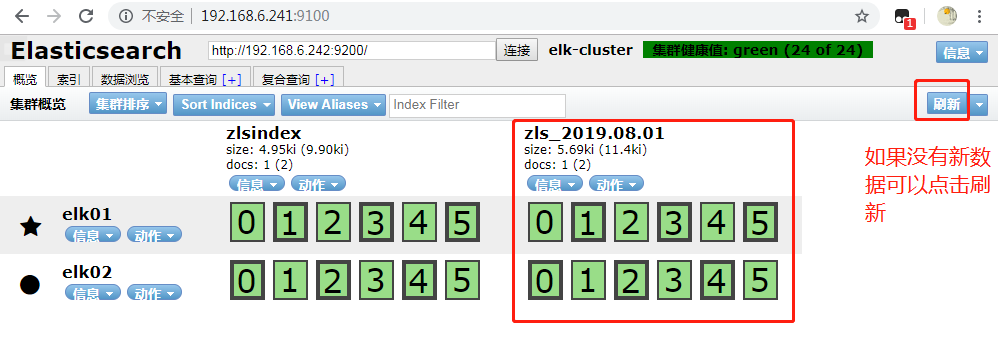 不安全 | 192.168.6.241:9100
1
Elasticsearch http://192.168.6.242:9200/ 连接 elk-cluster 集群健康值: green (24 of 24) 信息
概览 索引 数据浏览 基本查询 [+] 复合查询 [+]
集群概览 集群排序 Sort Indices View Aliases Index Filter 刷新
zlsindex zls_2019.08.01
size: 4.95ki (9.90ki) size: 5.69ki (11.4ki)
docs: 1 (2) docs: 1 (2)
信息 动作 信息 动作
如果没有新数
据可以点击刷
新
elk01
信息 动作
0 1 2 3 4 5 0 1 2 3 4 5
elk02
信息 动作
0 1 2 3 4 5 0 1 2 3 4 5